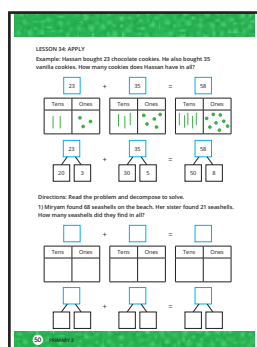 LESSON 34: APPLY
Example: Hassan bought 23 chocolate cookies. He also bought 35
vanilla cookies. How many cookies does Hassan have in all?
23 + 35 = 58
Tens Ones Tens Ones Tens Ones
23 + 35 = 58
20 3 30 5 50 8
Directions: Read the problem and decompose to solve.
1) Miryam found 68 seashells on the beach. Her sister found 21 seashells.
How many seashells did they find in all?
+ =
Tens Ones Tens Ones Tens Ones
+ =
50 PRIMARY 2